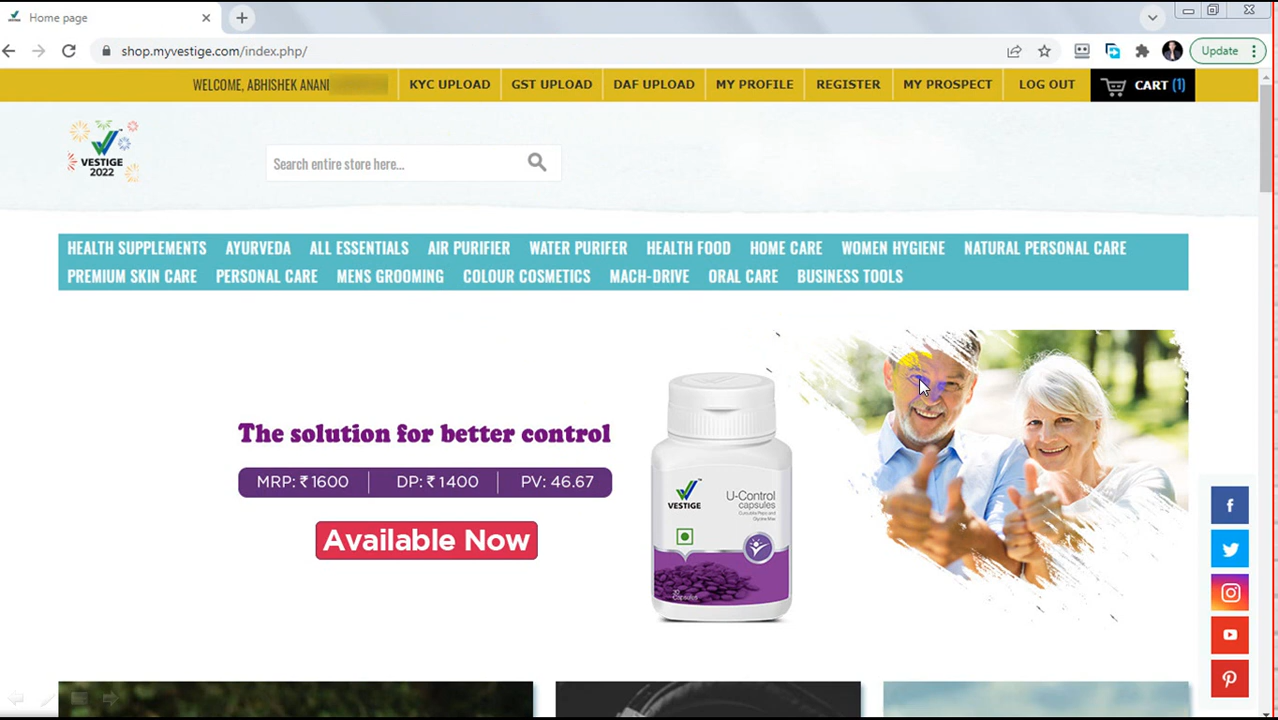 Home page
shop.myvestige.com/index.php/
Update
WELCOME, ABHISHEK ANANI
KYC UPLOAD
GST UPLOAD
DAF UPLOAD
MY PROFILE
REGISTER
MY PROSPECT
LOG OUT
CART (1)
VESTIGE
2022
Search entire store here...
HEALTH SUPPLEMENTS AYURVEDA ALL ESSENTIALS AIR PURIFIER WATER PURIFER HEALTH FOOD HOME CARE WOMEN HYGIENE NATURAL PERSONAL CARE
PREMIUM SKIN CARE PERSONAL CARE MENS GROOMING COLOUR COSMETICS MACH-DRIVE ORAL CARE BUSINESS TOOLS
The solution for better control
MRP: ₹1600 DP: ₹1400 PV: 46.67
Available Now
VESTIGE
U-Control
capsules